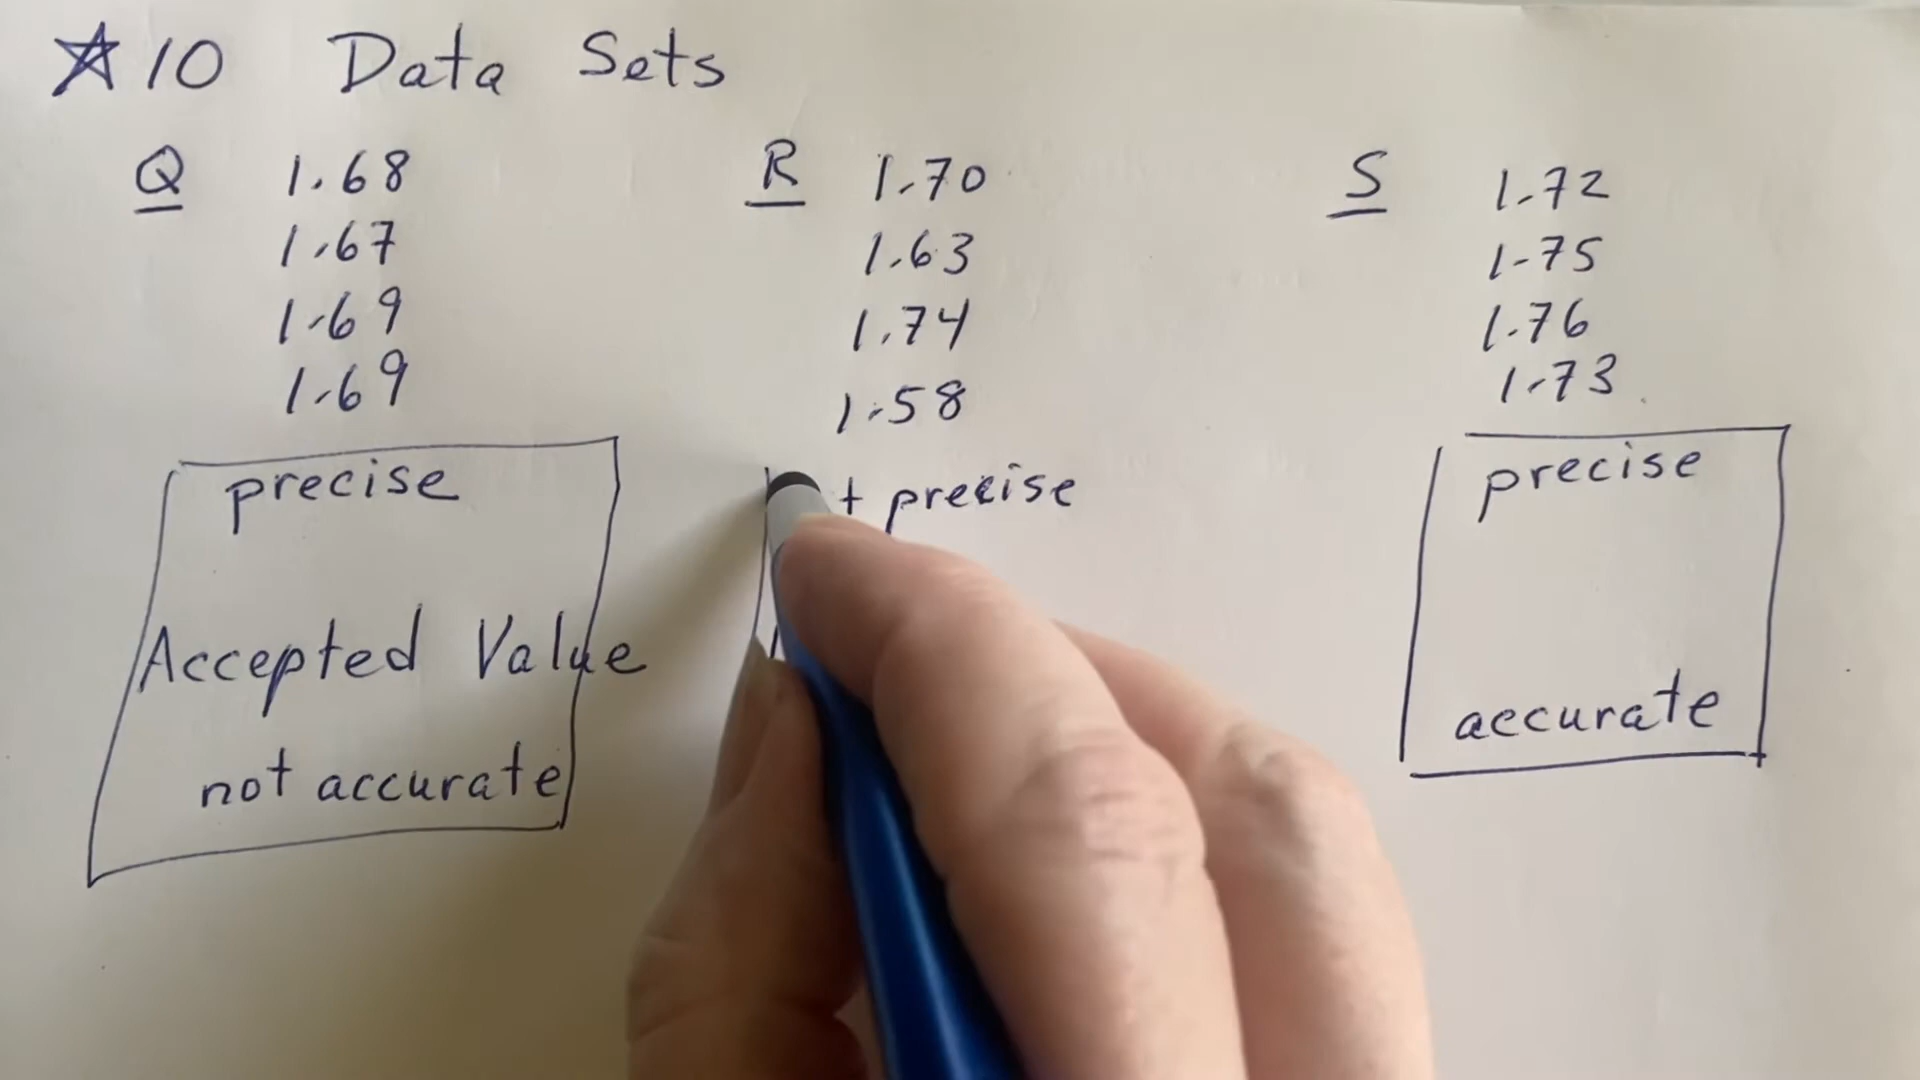 ☆10 Data Sets
Q 1.68
1.67
1.69
1.69
precise
Accepted Value
not accurate
R 1.70
1.63
1.74
1.58
precise
S 1.72
1.75
1.76
1.73
precise
accurate